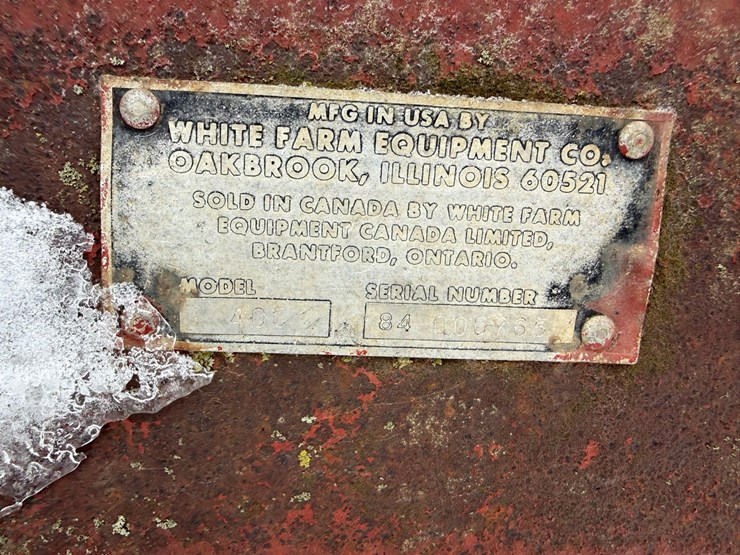 MFG IN USA BY
WHITE FARM EQUIPMENT CO.
OAKBROOK, ILLINOIS 60521
SOLD IN CANADA BY WHITE FARM
EQUIPMENT CANADA LIMITED,
BRANTFORD, ONTARIO.
MODEL SERIAL NUMBER
84